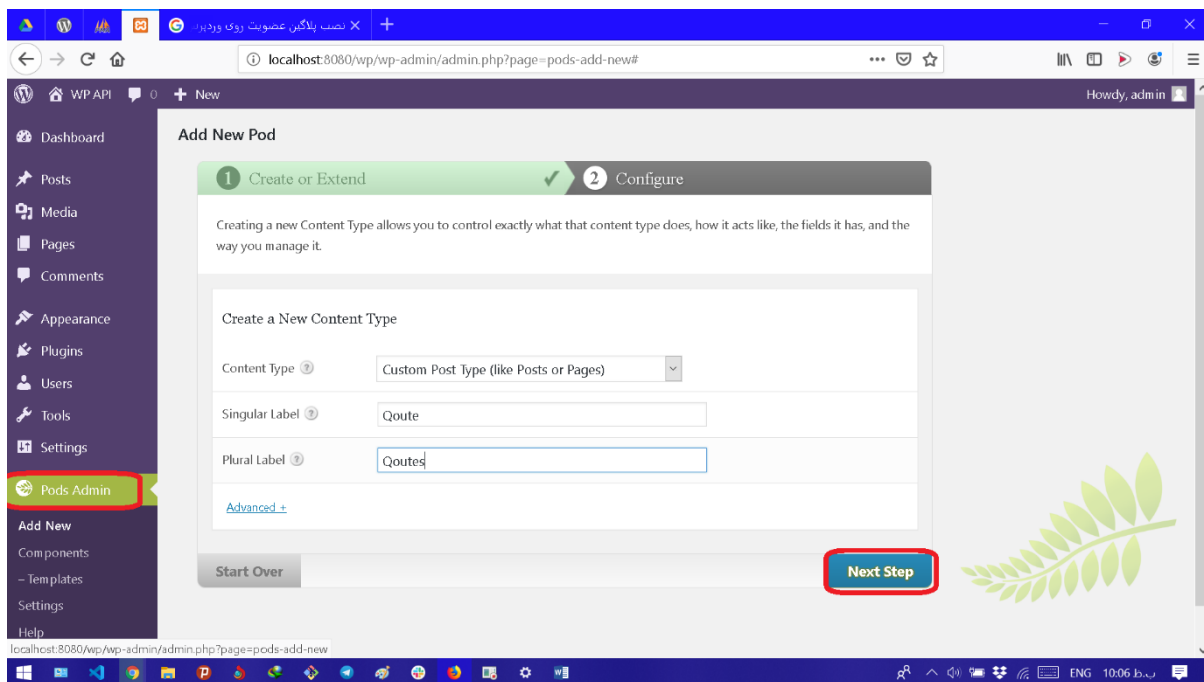 نصب پلاگین عضویت روی وردپرس
localhost:8080/wp/wp-admin/admin.php?page=pods-add-new#
WP API 0 + New
Howdy, admin
Dashboard
Posts
Media
Pages
Comments
Appearance
Plugins
Users
Tools
Settings
Pods Admin
Add New
Components
– Templates
Settings
Help
Add New Pod
1 Create or Extend
2 Configure
Creating a new Content Type allows you to control exactly what that content type does, how it acts like, the fields it has, and the
way you manage it.
Create a New Content Type
Content Type ? Custom Post Type (like Posts or Pages)
Singular Label ? Qoute
Plural Label ? Qoutes
Advanced +
Start Over
Next Step
localhost:8080/wp/wp-admin/admin.php?page=pods-add-new
ENG 10:06 ب.ظ